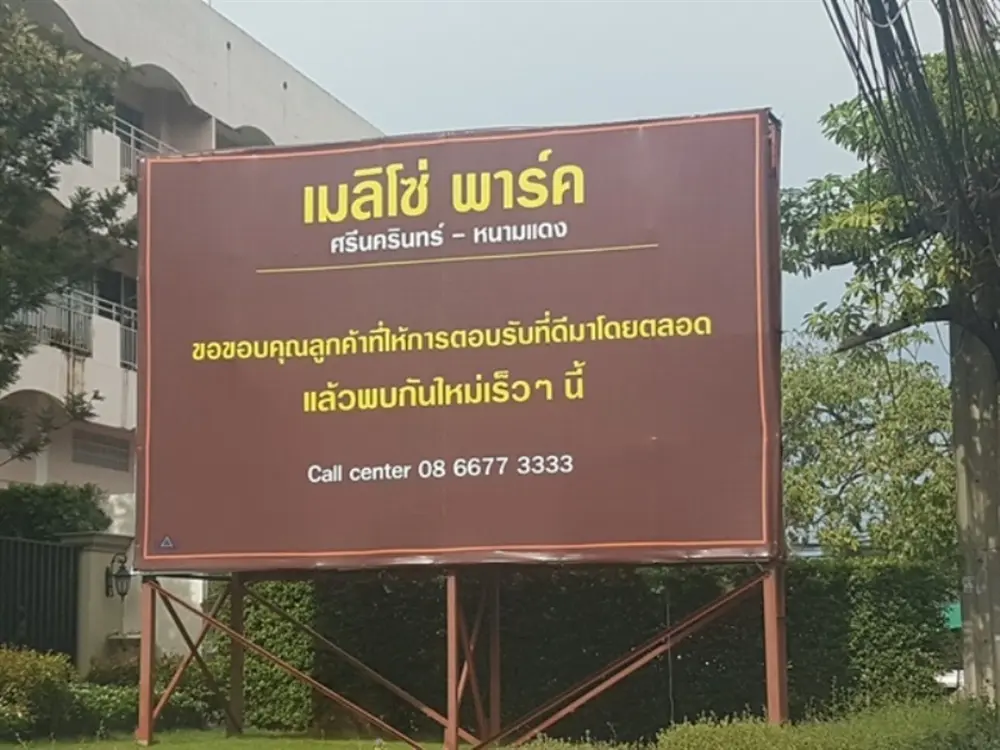 เมลิโซ่ พาร์ค
ศรีนครินทร์ – หนามแดง
ขอขอบคุณลูกค้าที่ให้การตอบรับที่ดีมาโดยตลอด
แล้วพบกันใหม่เร็วๆ นี้
Call center 08 6677 3333